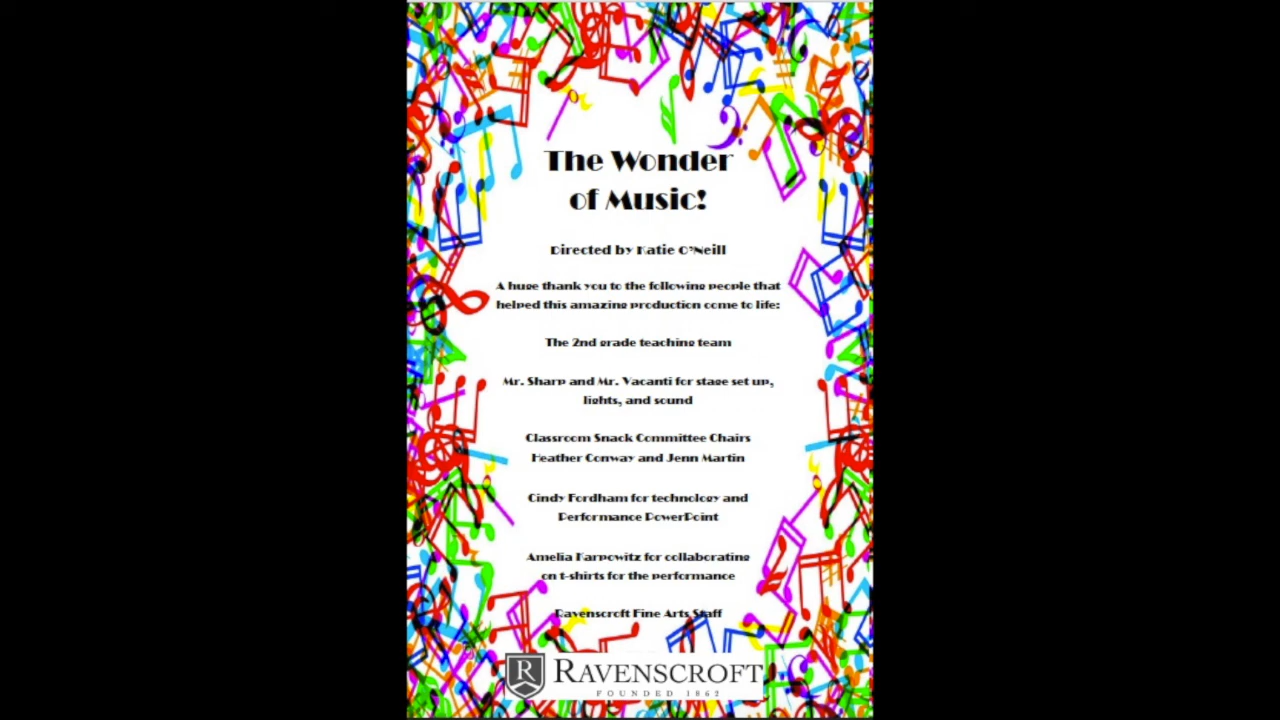 The Wonder
of Music!
Directed by Katie O'Neill
A huge thank you to the following people that
helped this amazing production come to life:
The 2nd grade teaching team
Mr. Sharp and Mr. Vacanti for stage set up,
lights, and sound
Classroom Snack Committee Chairs
Heather Conway and Jenn Martin
Cindy Fordham for technology and
Performance PowerPoint
Amelia Karpowitz for collaborating
on t-shirts for the performance
Ravenscroft Fine Arts Staff
R RAVENSCROFT
FOUNDED 1862